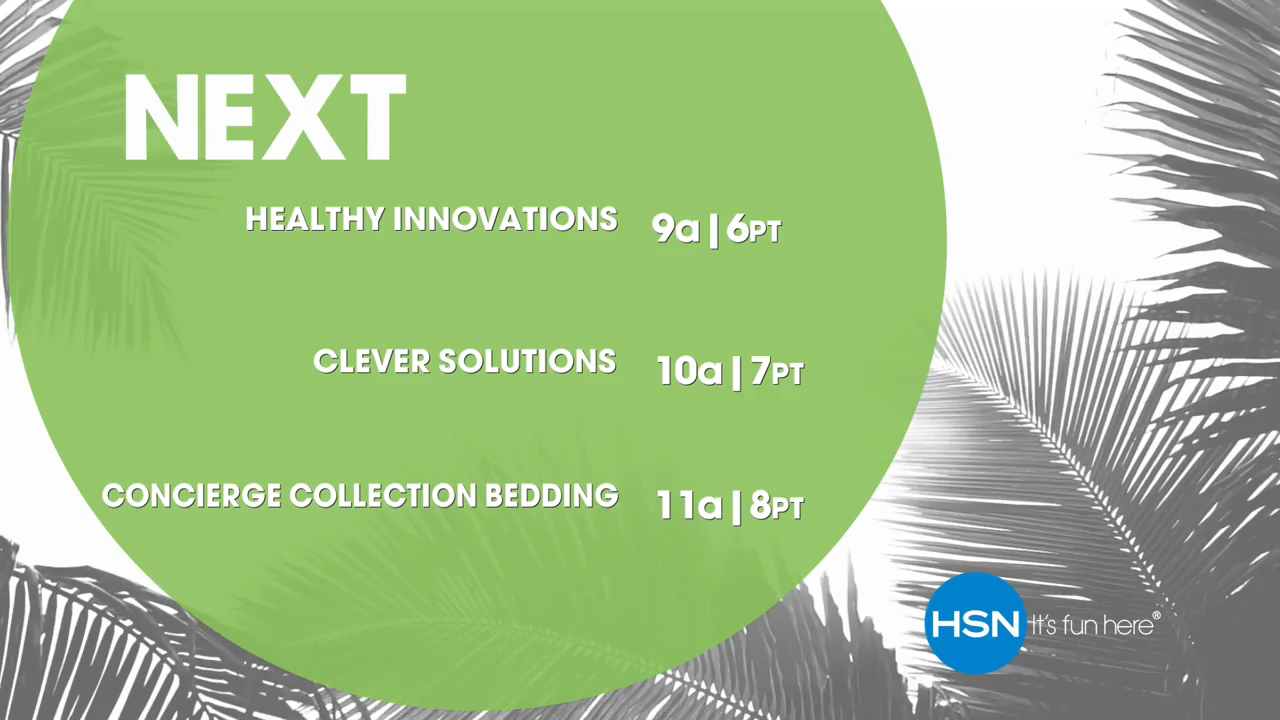 NEXT
HEALTHY INNOVATIONS 9a | 6PT
CLEVER SOLUTIONS 10a | 7PT
CONCIERGE COLLECTION BEDDING 11a | 8PT
HSN It's fun here®